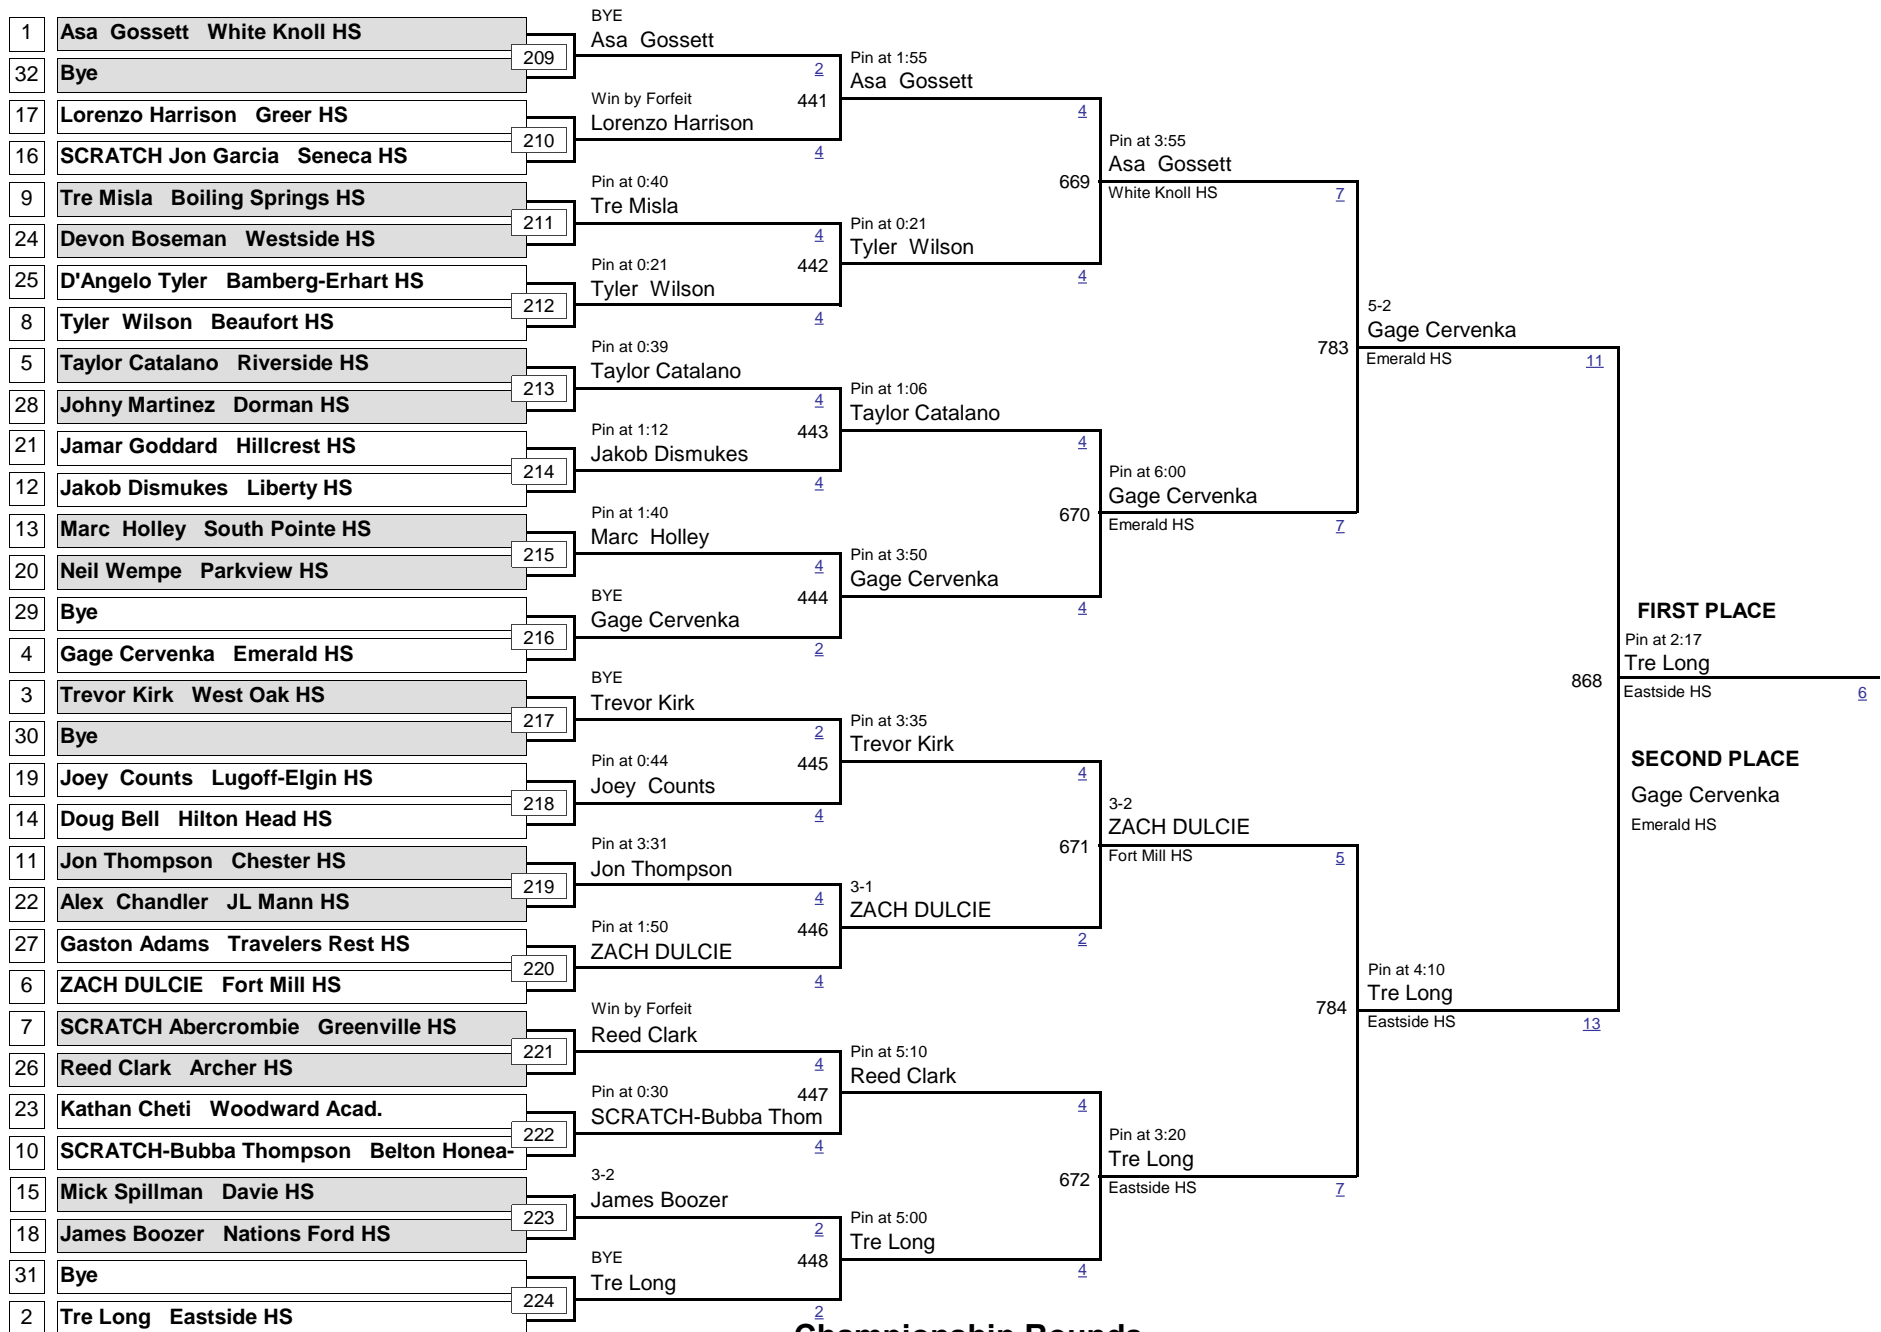 1 Asa Gossett White Knoll HS
32 Bye
17 Lorenzo Harrison Greer HS
16 SCRATCH Jon Garcia Seneca HS
9 Tre Misla Boiling Springs HS
24 Devon Boseman Westside HS
25 D'Angelo Tyler Bamberg-Erhart HS
8 Tyler Wilson Beaufort HS
5 Taylor Catalano Riverside HS
28 Johny Martinez Dorman HS
21 Jamar Goddard Hillcrest HS
12 Jakob Dismukes Liberty HS
13 Marc Holley South Pointe HS
20 Neil Wempe Parkview HS
29 Bye
4 Gage Cervenka Emerald HS
3 Trevor Kirk West Oak HS
30 Bye
19 Joey Counts Lugoff-Elgin HS
14 Doug Bell Hilton Head HS
11 Jon Thompson Chester HS
22 Alex Chandler JL Mann HS
27 Gaston Adams Travelers Rest HS
6 ZACH DULCIE Fort Mill HS
7 SCRATCH Abercrombie Greenville HS
26 Reed Clark Archer HS
23 Kathan Cheti Woodward Acad.
10 SCRATCH-Bubba Thompson Belton Honea-
15 Mick Spillman Davie HS
18 James Boozer Nations Ford HS
31 Bye
2 Tre Long Eastside HS
209
210
211
212
213
214
215
216
217
218
219
220
221
222
223
224
BYE
Asa Gossett
2
Win by Forfeit
441
Lorenzo Harrison
4
Pin at 0:40
Tre Misla
4
Pin at 0:21
442
Tyler Wilson
4
Pin at 0:39
Taylor Catalano
4
Pin at 1:12
443
Jakob Dismukes
4
Pin at 1:40
Marc Holley
4
BYE
444
Gage Cervenka
2
BYE
Trevor Kirk
2
Pin at 0:44
445
Joey Counts
4
Pin at 3:31
Jon Thompson
4
Pin at 1:50
446
ZACH DULCIE
4
Win by Forfeit
Reed Clark
4
Pin at 0:30
447
SCRATCH-Bubba Thom
4
3-2
James Boozer
2
BYE
448
Tre Long
2
Pin at 1:55
Asa Gossett
4
669
Pin at 0:21
Tyler Wilson
4
Pin at 1:06
Taylor Catalano
4
670
Pin at 3:50
Gage Cervenka
4
Pin at 3:35
Trevor Kirk
4
671
3-1
ZACH DULCIE
2
Pin at 5:10
Reed Clark
4
672
Pin at 5:00
Tre Long
4
Pin at 3:55
Asa Gossett
White Knoll HS
7
783
Pin at 6:00
Gage Cervenka
Emerald HS
7
3-2
ZACH DULCIE
Fort Mill HS
5
784
Pin at 3:20
Tre Long
Eastside HS
7
5-2
Gage Cervenka
Emerald HS
11
868
Pin at 4:10
Tre Long
Eastside HS
13
FIRST PLACE
Pin at 2:17
Tre Long
Eastside HS
6
SECOND PLACE
Gage Cervenka
Emerald HS
Championship Rounds